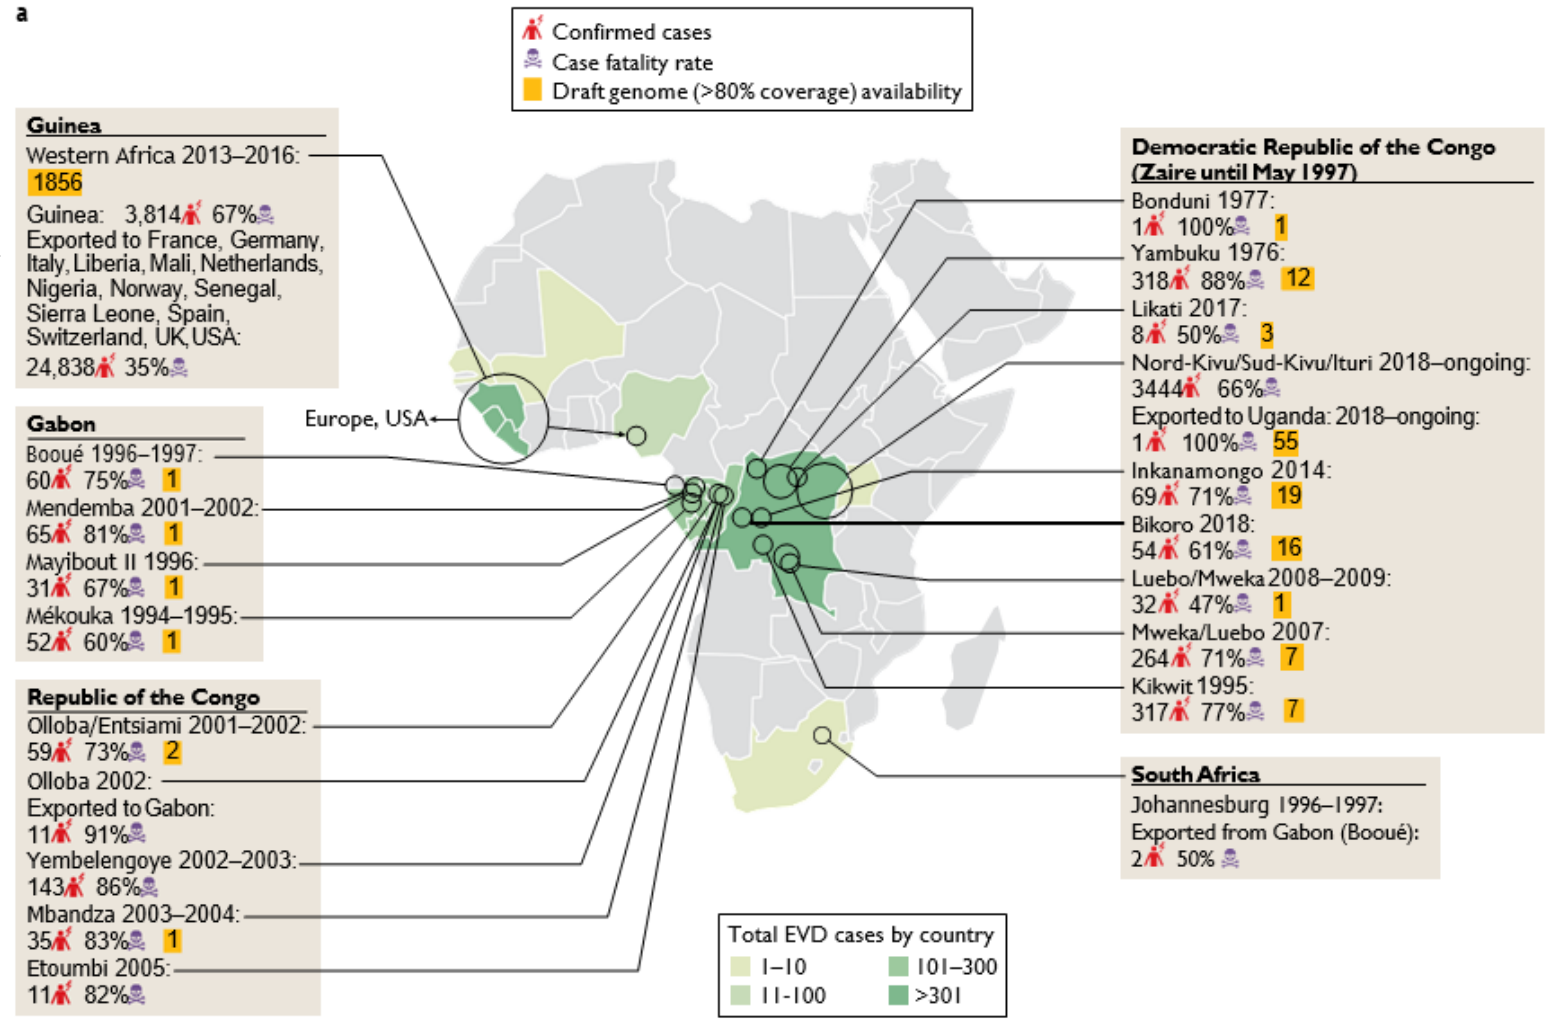 a
Confirmed cases
Case fatality rate
Draft genome (>80% coverage) availability
Guinea
Western Africa 2013–2016:
1856
Guinea: 3,814 67%
Exported to France, Germany,
Italy, Liberia, Mali, Netherlands,
Nigeria, Norway, Senegal,
Sierra Leone, Spain,
Switzerland, UK, USA:
24,838 35%
Gabon
Booué 1996–1997:
60 75% 1
Mendemba 2001–2002:
65 81% 1
Mayibout II 1996:
31 67% 1
Mékouka 1994–1995:
52 60% 1
Republic of the Congo
Olloba/Entsiami 2001–2002:
59 73% 2
Olloba 2002:
Exported to Gabon:
11 91%
Yembelengoye 2002–2003:
143 86%
Mbandza 2003–2004:
35 83% 1
Etoumbi 2005:
11 82%
Europe, USA
Democratic Republic of the Congo
(Zaire until May 1997)
Bonduni 1977:
1 100% 1
Yambuku 1976:
318 88% 12
Likati 2017:
8 50% 3
Nord-Kivu/Sud-Kivu/Ituri 2018–ongoing:
3444 66%
Exported to Uganda: 2018–ongoing:
1 100% 55
Inkanamongo 2014:
69 71% 19
Bikoro 2018:
54 61% 16
Luebo/Mweka 2008–2009:
32 47% 1
Mweka/Luebo 2007:
264 71% 7
Kikwit 1995:
317 77% 7
South Africa
Johannesburg 1996–1997:
Exported from Gabon (Booué):
2 50%
Total EVD cases by country
1–10 101–300
11-100 >301